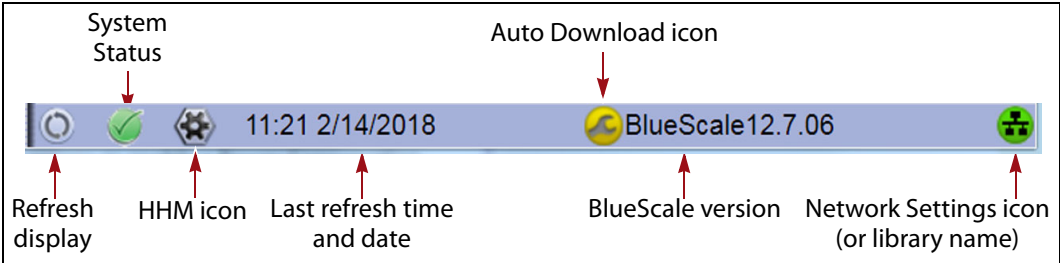 System
Status
Auto Download icon
11:21 2/14/2018
BlueScale12.7.06
Refresh
display
HHM icon
Last refresh time
and date
BlueScale version
Network Settings icon
(or library name)